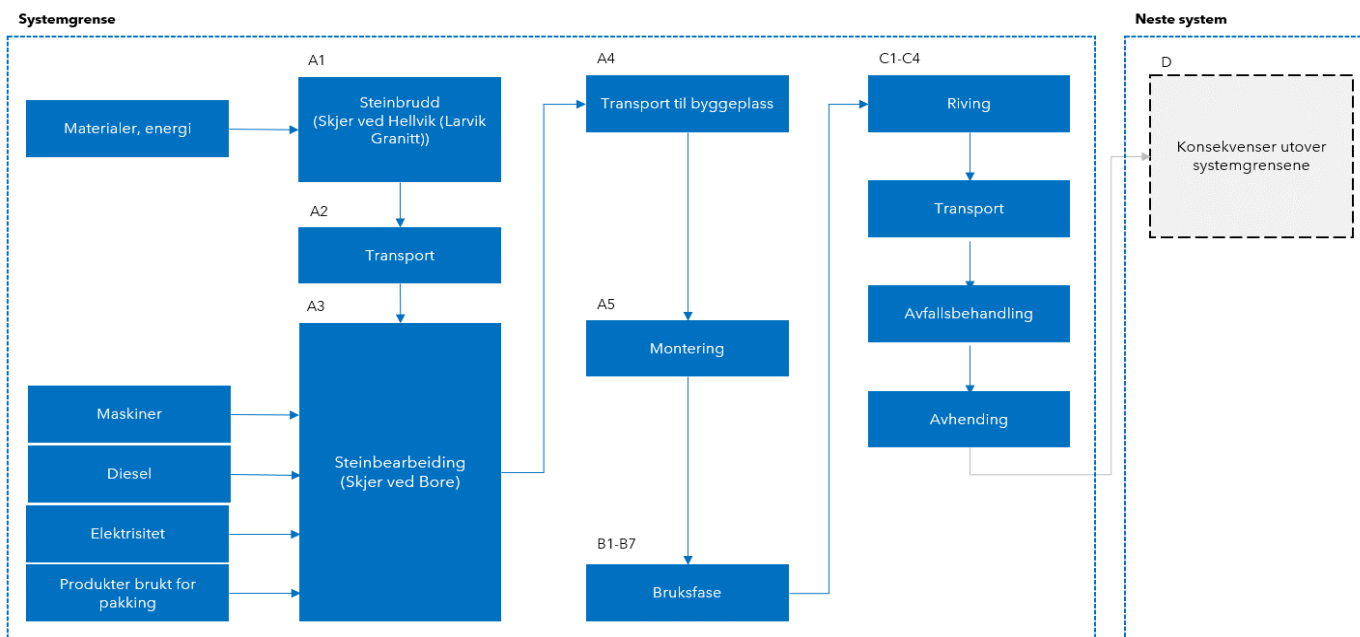 Systemgrense
Neste system
A1
Steinbrudd
(Skjer ved Hellvik (Larvik
Granitt))
Materialer, energi
A2
Transport
A3
Steinbearbeiding
(Skjer ved Bore)
Maskiner
Diesel
Elektrisitet
Produkter brukt for
pakking
A4
Transport til byggeplass
A5
Montering
B1-B7
Bruksfase
C1-C4
Riving
Transport
Avfallsbehandling
Avhending
D
Konsekvenser utover
systemgrensene